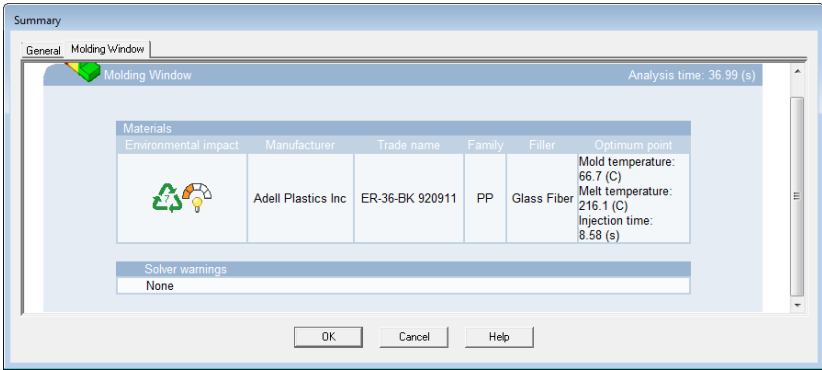 Summary
General Molding Window
Molding Window Analysis time: 36.99 (s)
Materials
Environmental impact Manufacturer Trade name Family Filler Optimum point
7 Adell Plastics Inc ER-36-BK 920911 PP Glass Fiber
Mold temperature:
66.7 (C)
Melt temperature:
216.1 (C)
Injection time:
8.58 (s)
Solver warnings
None
OK Cancel Help